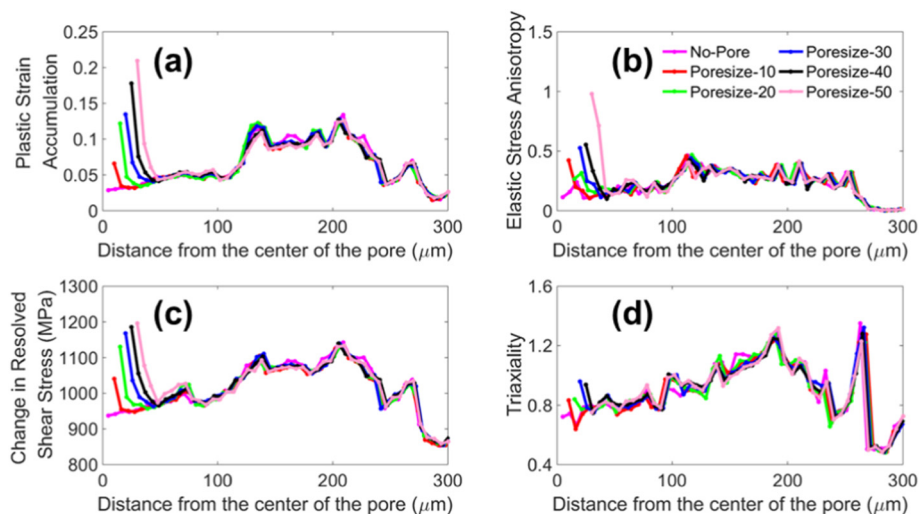 0.25
0.2
0.15
0.1
0.05
0
(a)
Plastic Strain
Accumulation
0 100 200 300
Distance from the center of the pore (μm)
1.5
1
0.5
0
(b)
No-Pore
Poresize-10
Poresize-20
Poresize-30
Poresize-40
Poresize-50
Elastic Stress Anisotropy
0 100 200 300
Distance from the center of the pore (μm)
1300
1200
1100
1000
900
800
(c)
Change in Resolved
Shear Stress (MPa)
0 100 200 300
Distance from the center of the pore (μm)
1.6
1.2
0.8
0.4
(d)
Triaxiality
0 100 200 300
Distance from the center of the pore (μm)